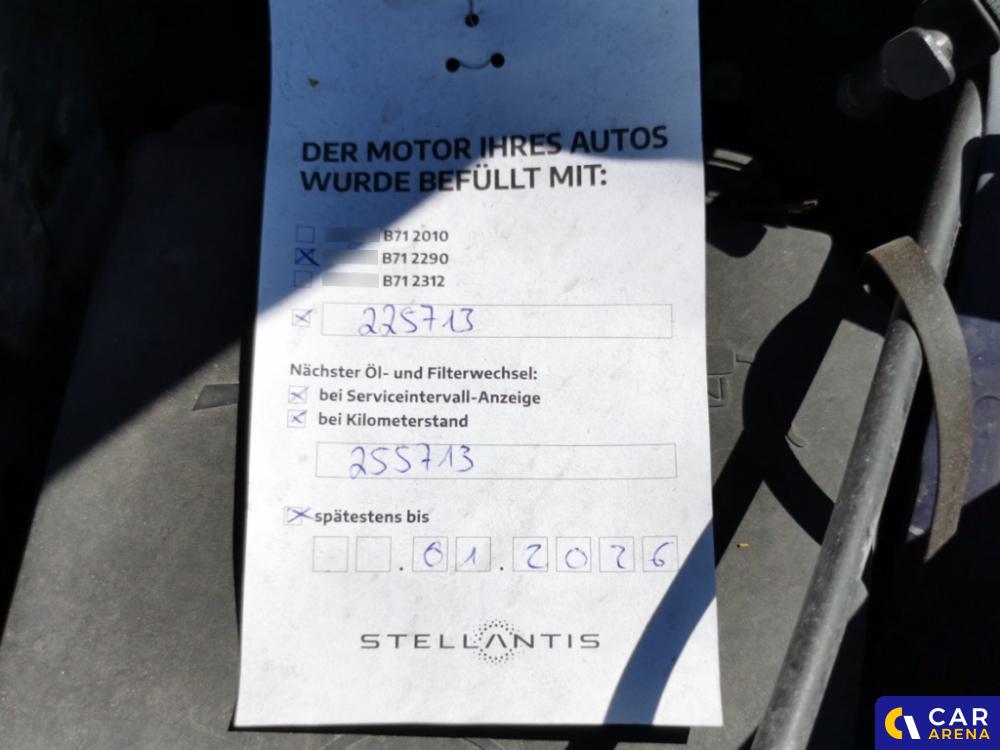 DER MOTOR IHRES AUTOS
WURDE BEFÜLLT MIT:
B71 2010
B71 2290
B71 2312
225713
Nächster Öl- und Filterwechsel:
bei Serviceintervall-Anzeige
bei Kilometerstand
255713
spätestens bis
. 01 . 2026
STELLANTIS
CAR
ARENA